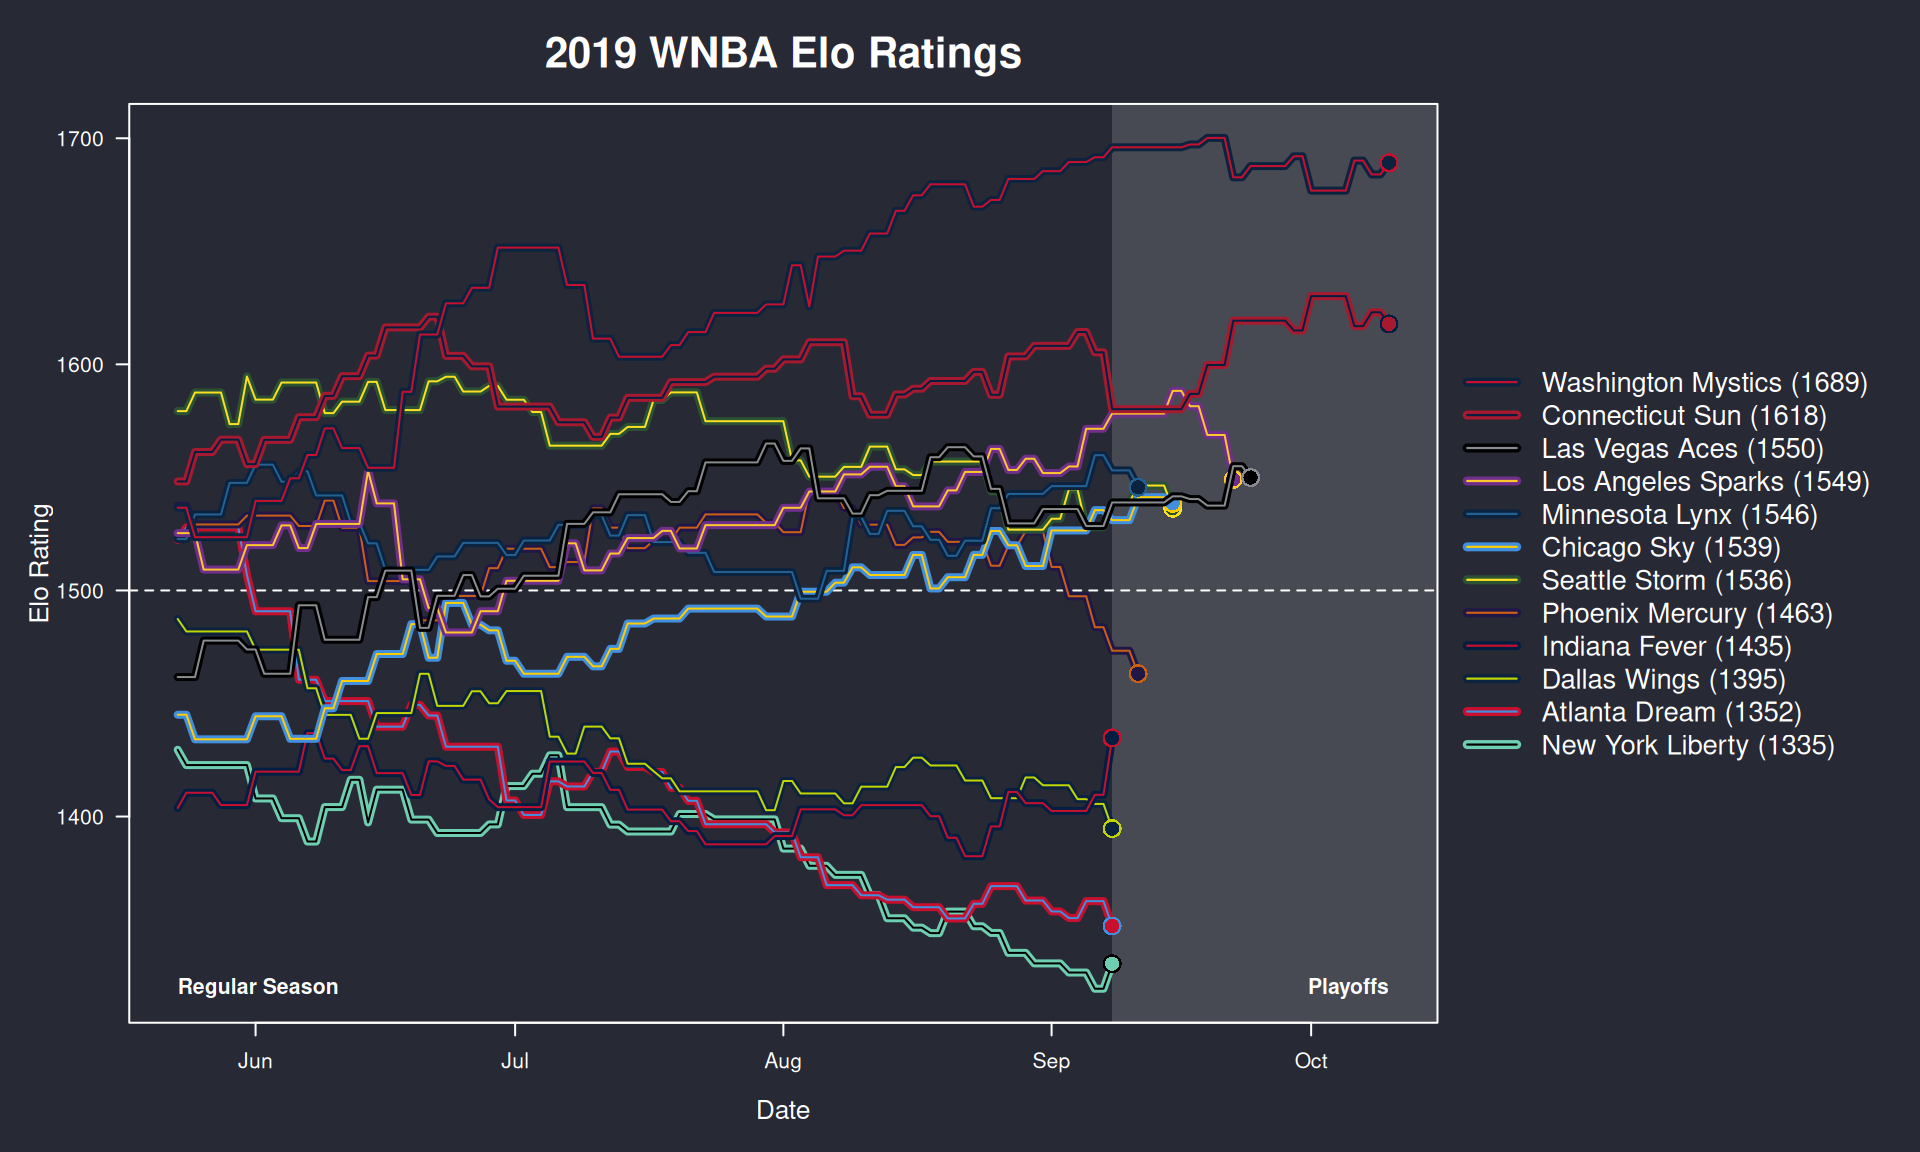 2019 WNBA Elo Ratings
1700
1600
1500
1400
Elo Rating
Regular Season
Playoffs
Jun
Jul
Aug
Sep
Oct
Date
Washington Mystics (1689)
Connecticut Sun (1618)
Las Vegas Aces (1550)
Los Angeles Sparks (1549)
Minnesota Lynx (1546)
Chicago Sky (1539)
Seattle Storm (1536)
Phoenix Mercury (1463)
Indiana Fever (1435)
Dallas Wings (1395)
Atlanta Dream (1352)
New York Liberty (1335)